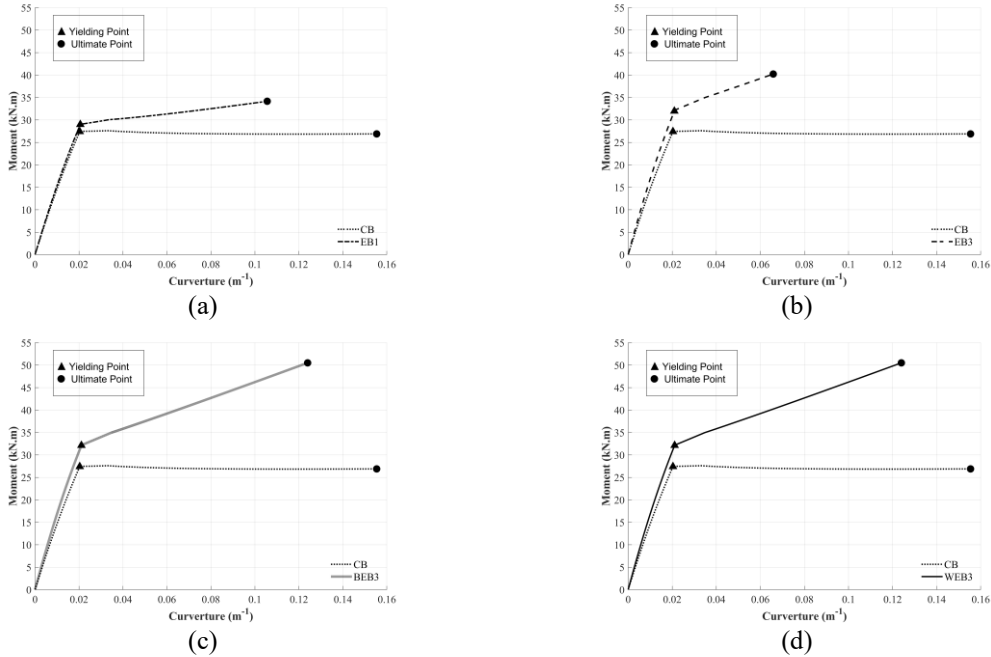 55
50
45
40
35
30
25
20
15
10
5
0
Moment (kN.m)
Yielding Point
Ultimate Point
CB
EB1
0 0.02 0.04 0.06 0.08 0.1 0.12 0.14 0.16
Curverture (m-1)
(a)
55
50
45
40
35
30
25
20
15
10
5
0
Moment (kN.m)
Yielding Point
Ultimate Point
CB
EB3
0 0.02 0.04 0.06 0.08 0.1 0.12 0.14 0.16
Curverture (m-1)
(b)
55
50
45
40
35
30
25
20
15
10
5
0
Moment (kN.m)
Yielding Point
Ultimate Point
CB
BEB3
0 0.02 0.04 0.06 0.08 0.1 0.12 0.14 0.16
Curverture (m-1)
(c)
55
50
45
40
35
30
25
20
15
10
5
0
Moment (kN.m)
Yielding Point
Ultimate Point
CB
WEB3
0 0.02 0.04 0.06 0.08 0.1 0.12 0.14 0.16
Curverture (m-1)
(d)